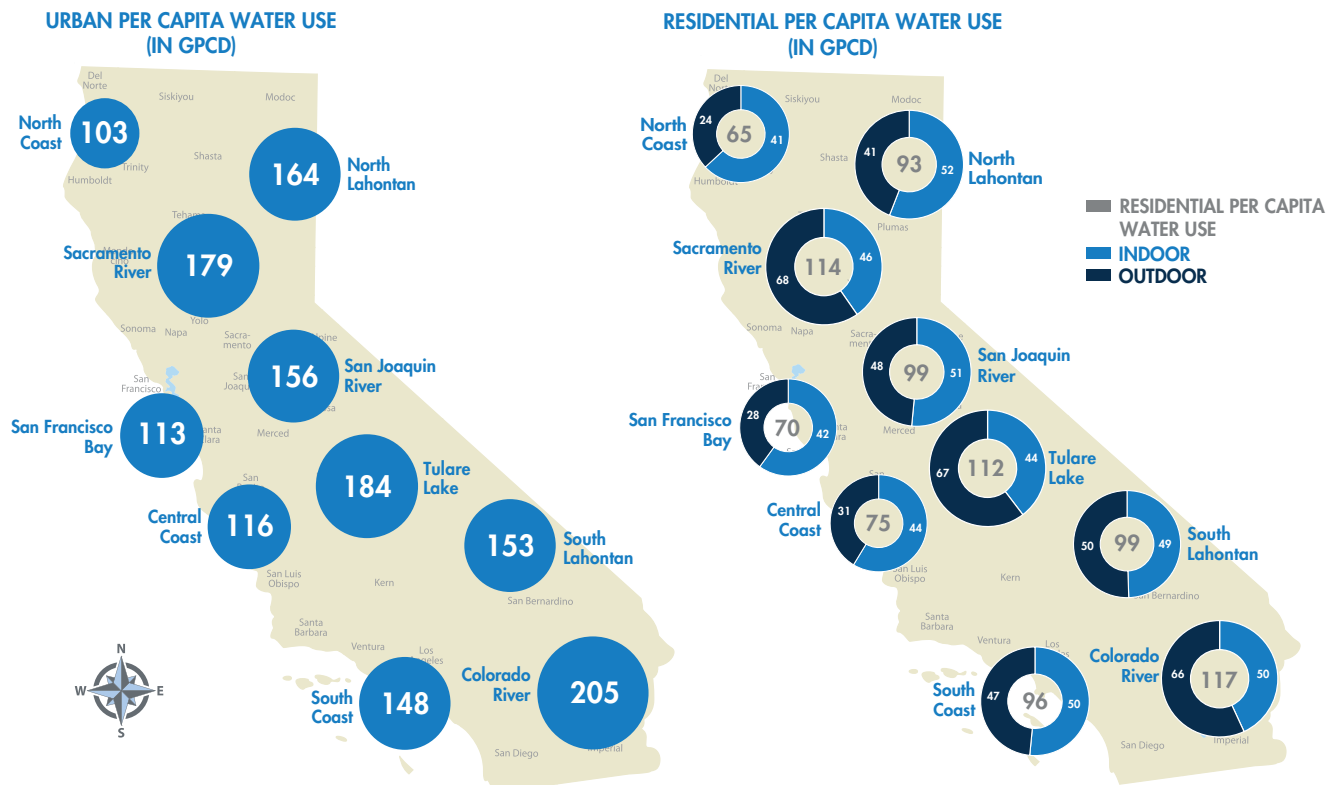 URBAN PER CAPITA WATER USE
(IN GPCD)
Del
Norte
Siskiyou
Modoc
North
Coast
103
Trinity
Shasta
Humboldt
164
North
Lahontan
Sacramento
River
179
Yolo
Sonoma
Napa
Sacra-
mento
San
Francisco
156
San Joaquin
River
San Francisco
Bay
113
Merced
184
Tulare
Lake
Central
Coast
116
153
South
Lahontan
San Luis
Obispo
Kern
San Bernardino
Santa
Barbara
Ventura
Los
South
Coast
148
Colorado
River
205
San Diego
Imperial
N
W
E
S
RESIDENTIAL PER CAPITA WATER USE
(IN GPCD)
Del
Siskiyou
Modoc
North
Coast
24
65
41
Shasta
41
93
52
North
Lahontan
Plumas
Sacramento
River
68
114
46
Sonoma
Napa
48
99
51
San Joaquin
River
San
San Francisco
Bay
28
70
42
Merced
67
112
44
Tulare
Lake
San
Central
Coast
31
75
44
50
99
49
South
Lahontan
San Luis
Obispo
Kern
San Bernardino
Santa
Barbara
Ventura
Los
South
Coast
47
96
50
Colorado
River
66
117
50
San Diego
Imperial
RESIDENTIAL PER CAPITA
WATER USE
INDOOR
OUTDOOR